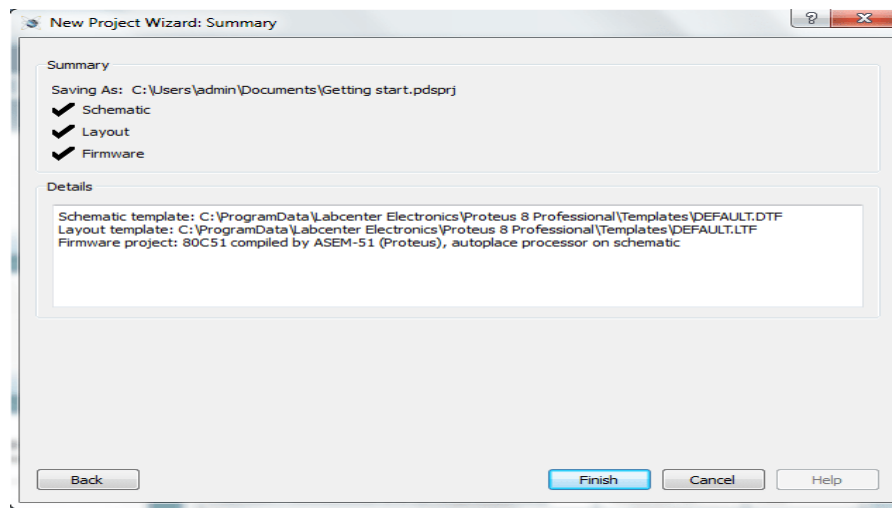 New Project Wizard: Summary
Summary
Saving As: C:\Users\admin\Documents\Getting start.pdsprj
Schematic
Layout
Firmware
Details
Schematic template: C:\ProgramData\Labcenter Electronics\Proteus 8 Professional\Templates\DEFAULT.DTF
Layout template: C:\ProgramData\Labcenter Electronics\Proteus 8 Professional\Templates\DEFAULT.LTF
Firmware project: 80C51 compiled by ASEM-51 (Proteus), autoplace processor on schematic
Back Finish Cancel Help